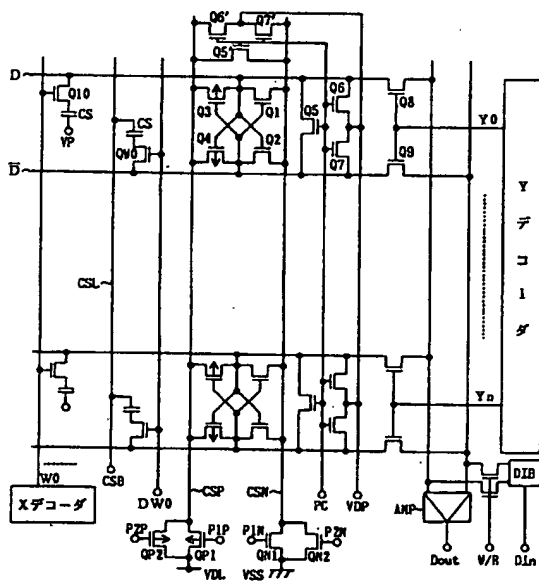 Q6' Q7'
Q5'
D
Q10
CS
VP
CS
QW0
Q3
Q1
Q4
Q2
Q5
Q6
Q7
Q8
Q9
Y0
D
CSL
Yデコーダ
Yn
W0
CSB
DW0
CSP
CSN
PC
VDP
Xデコーダ
P2P
P1P
QP2
QP1
VDL
P1N
P2N
QN1
QN2
VSS
AMP
DIB
Dout
W/R
Din